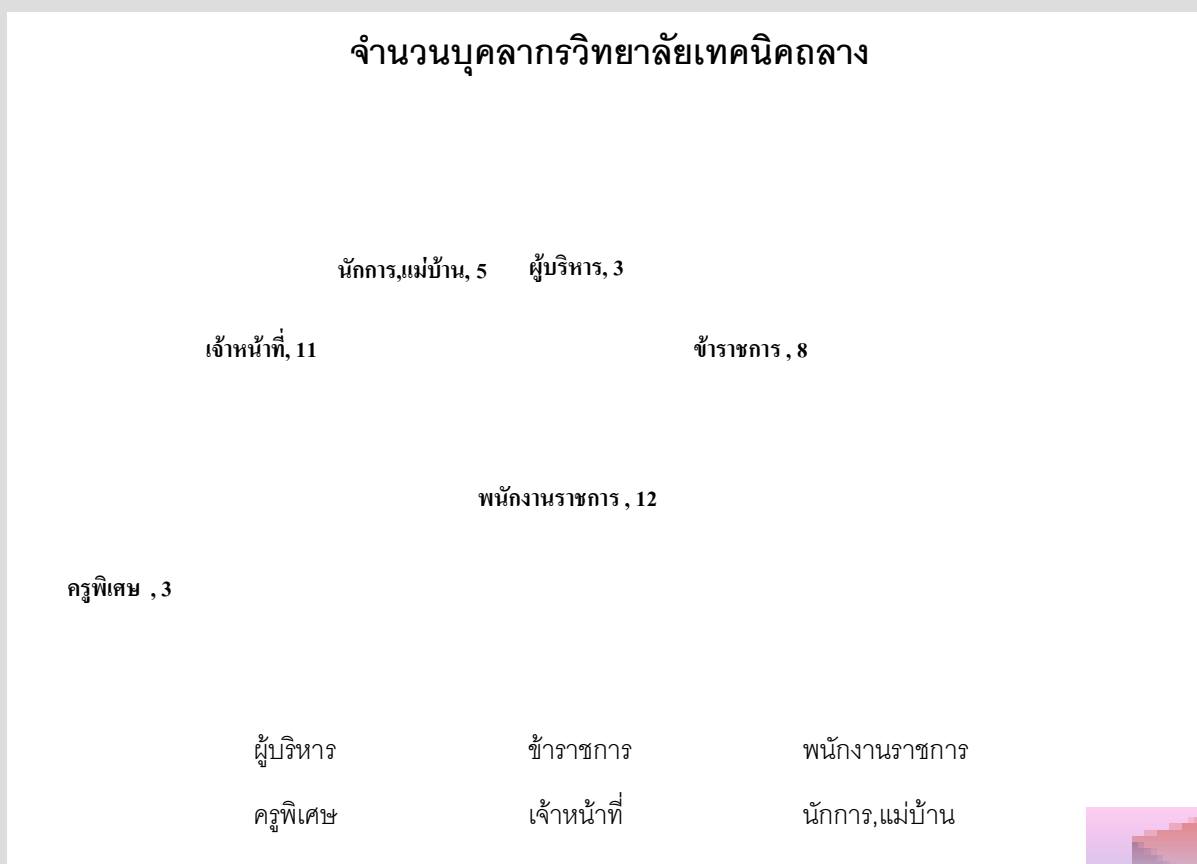 จำนวนบุคลากรวิทยาลัยเทคนิคถลาง
นักการ,แม่บ้าน, 5 ผู้บริหาร, 3
เจ้าหน้าที่, 11 ข้าราชการ , 8
พนักงานราชการ , 12
ครูพิเศษ , 3
ผู้บริหาร ข้าราชการ พนักงานราชการ
ครูพิเศษ เจ้าหน้าที่ นักการ,แม่บ้าน